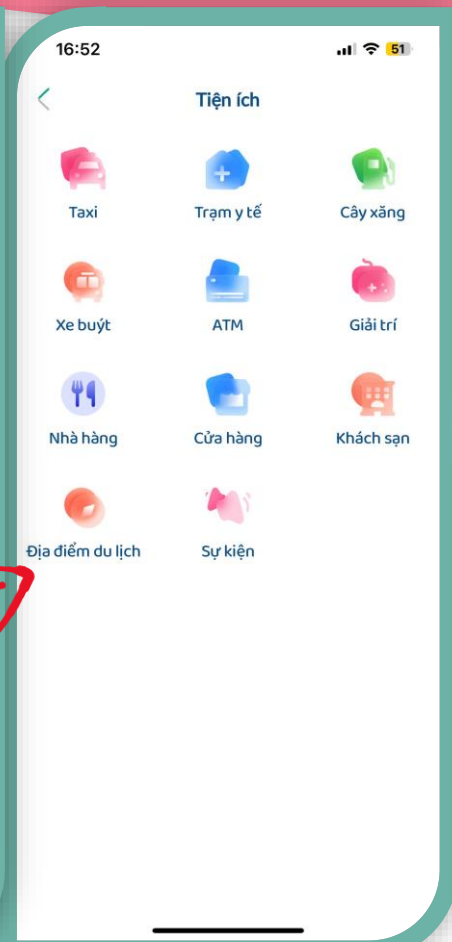 16:52
51
Tiện ích
Taxi
Trạm y tế
Cây xăng
Xe buýt
ATM
Giải trí
Nhà hàng
Cửa hàng
Khách sạn
Địa điểm du lịch
Sự kiện